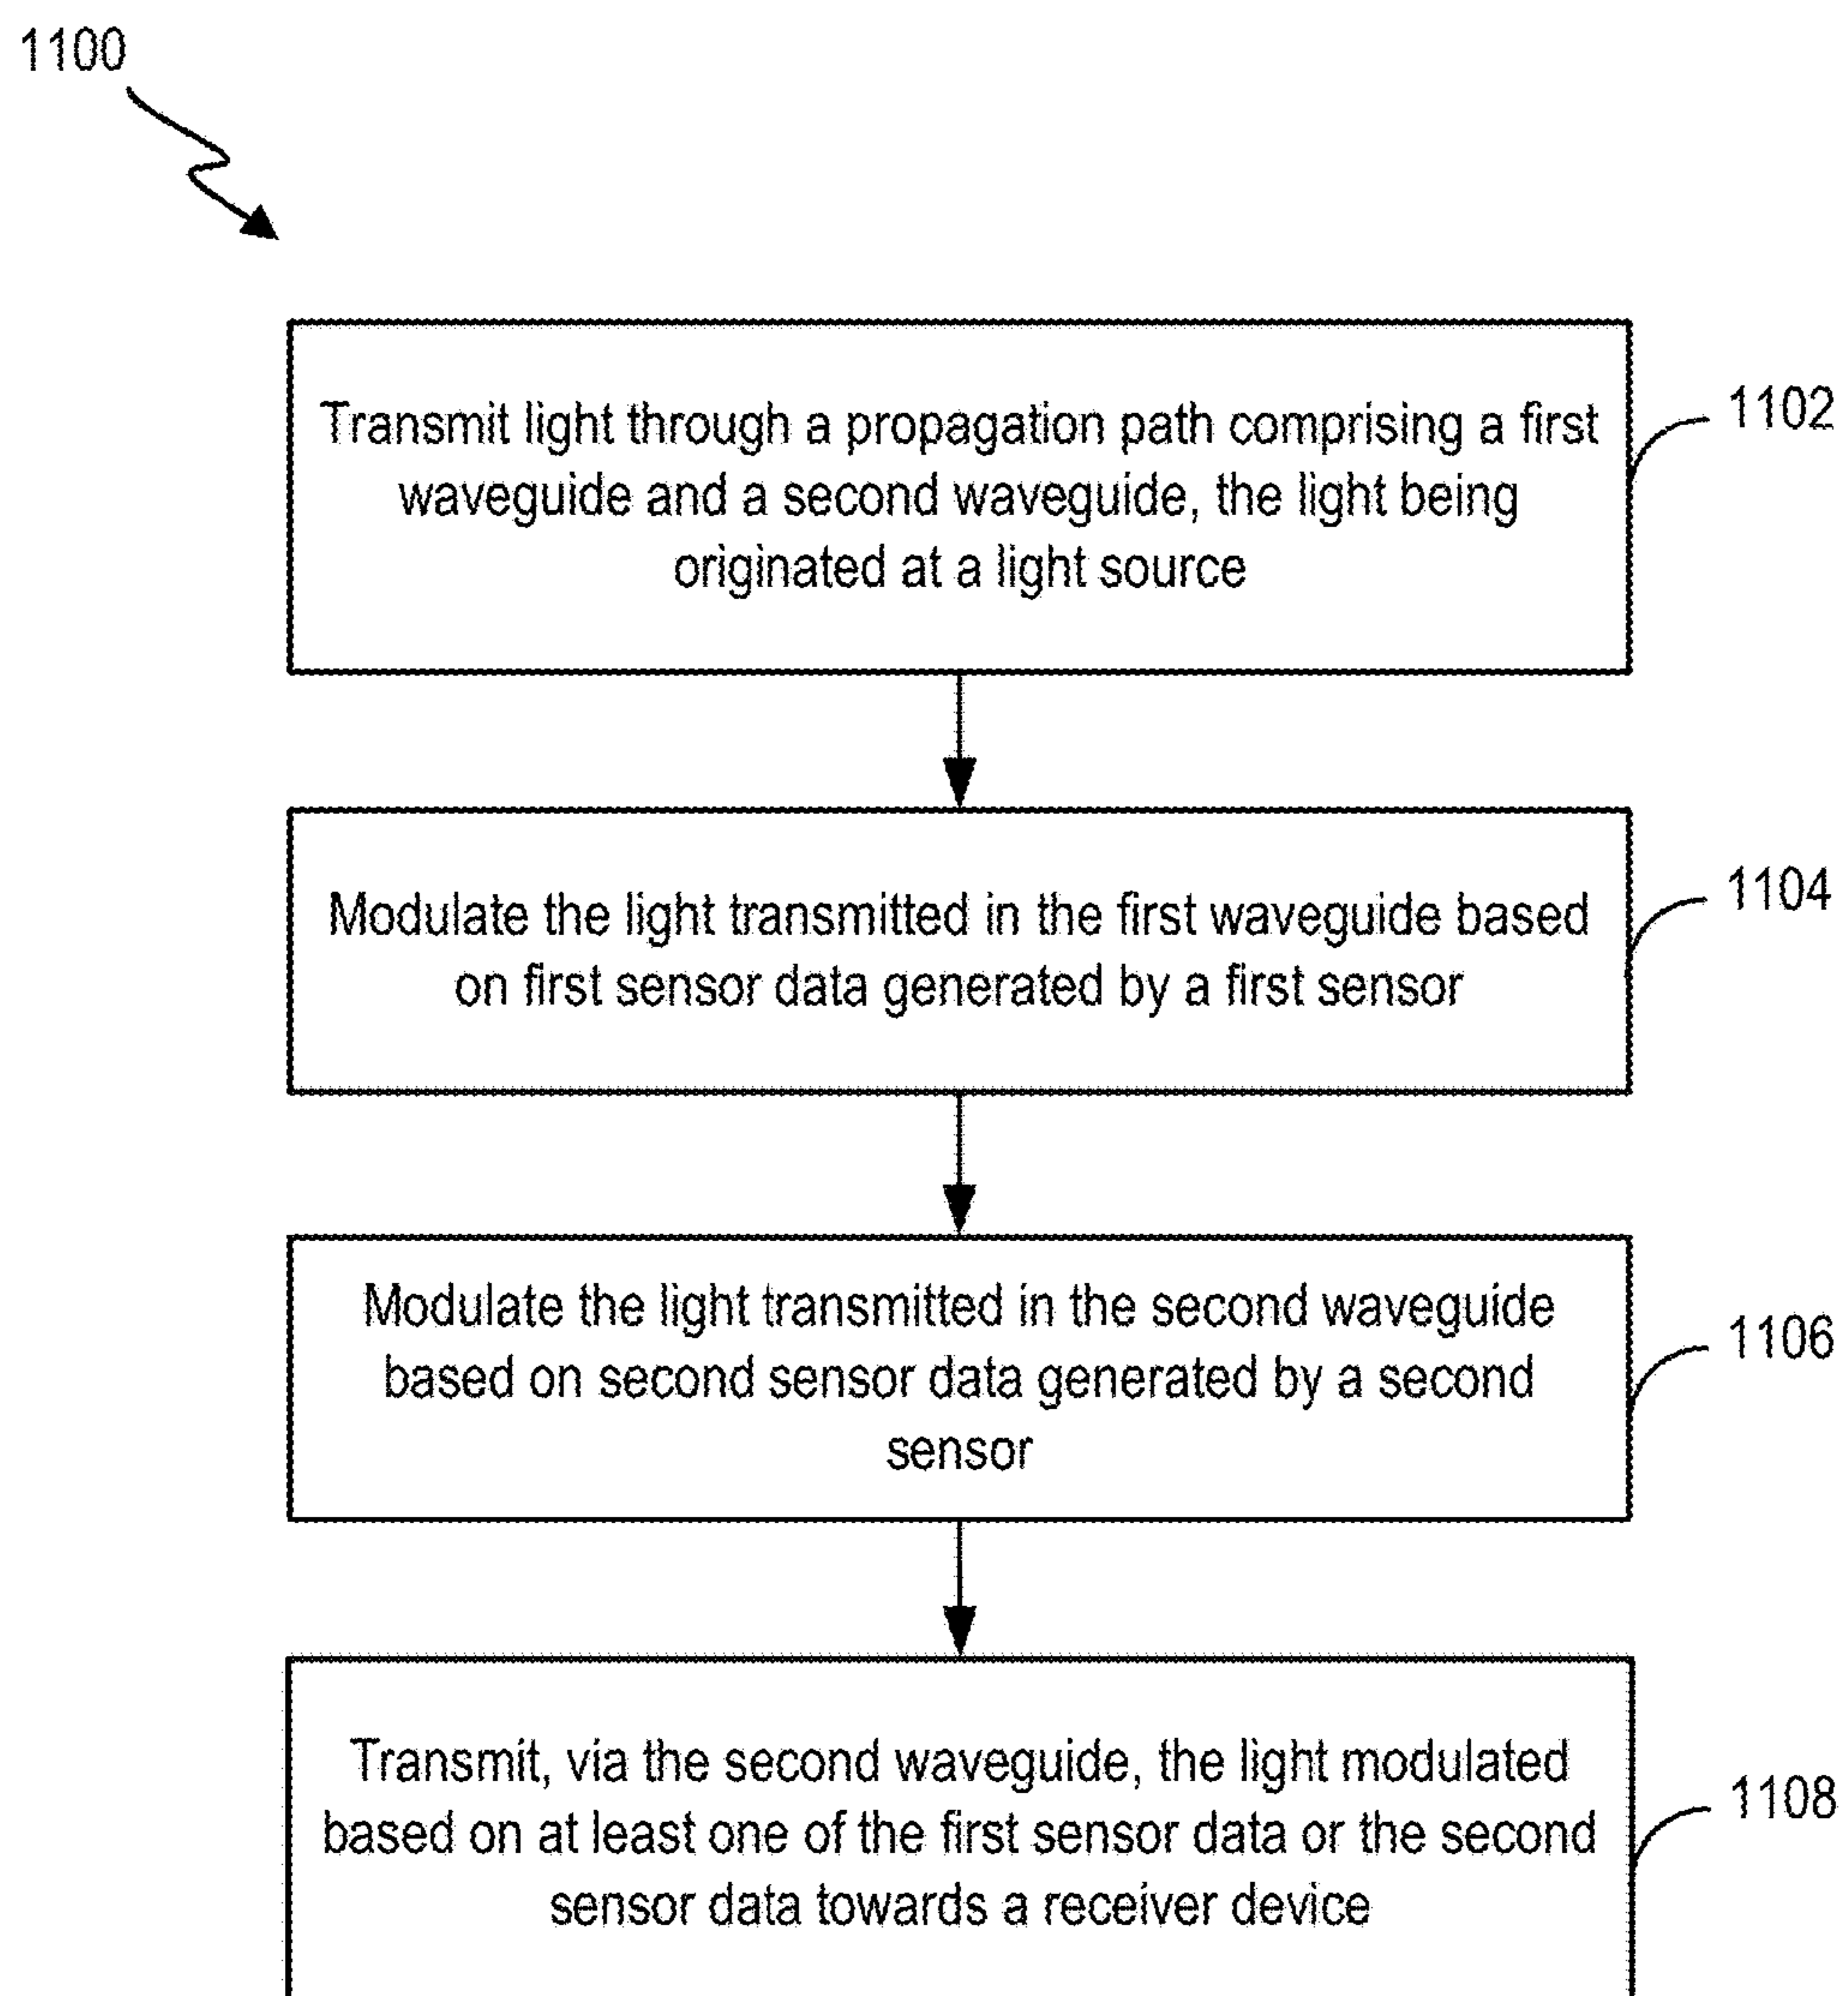 1100
Transmit light through a propagation path comprising a first
waveguide and a second waveguide, the light being
originated at a light source
1102
Modulate the light transmitted in the first waveguide based
on first sensor data generated by a first sensor
1104
Modulate the light transmitted in the second waveguide
based on second sensor data generated by a second
sensor
1106
Transmit, via the second waveguide, the light modulated
based on at least one of the first sensor data or the second
sensor data towards a receiver device
1108